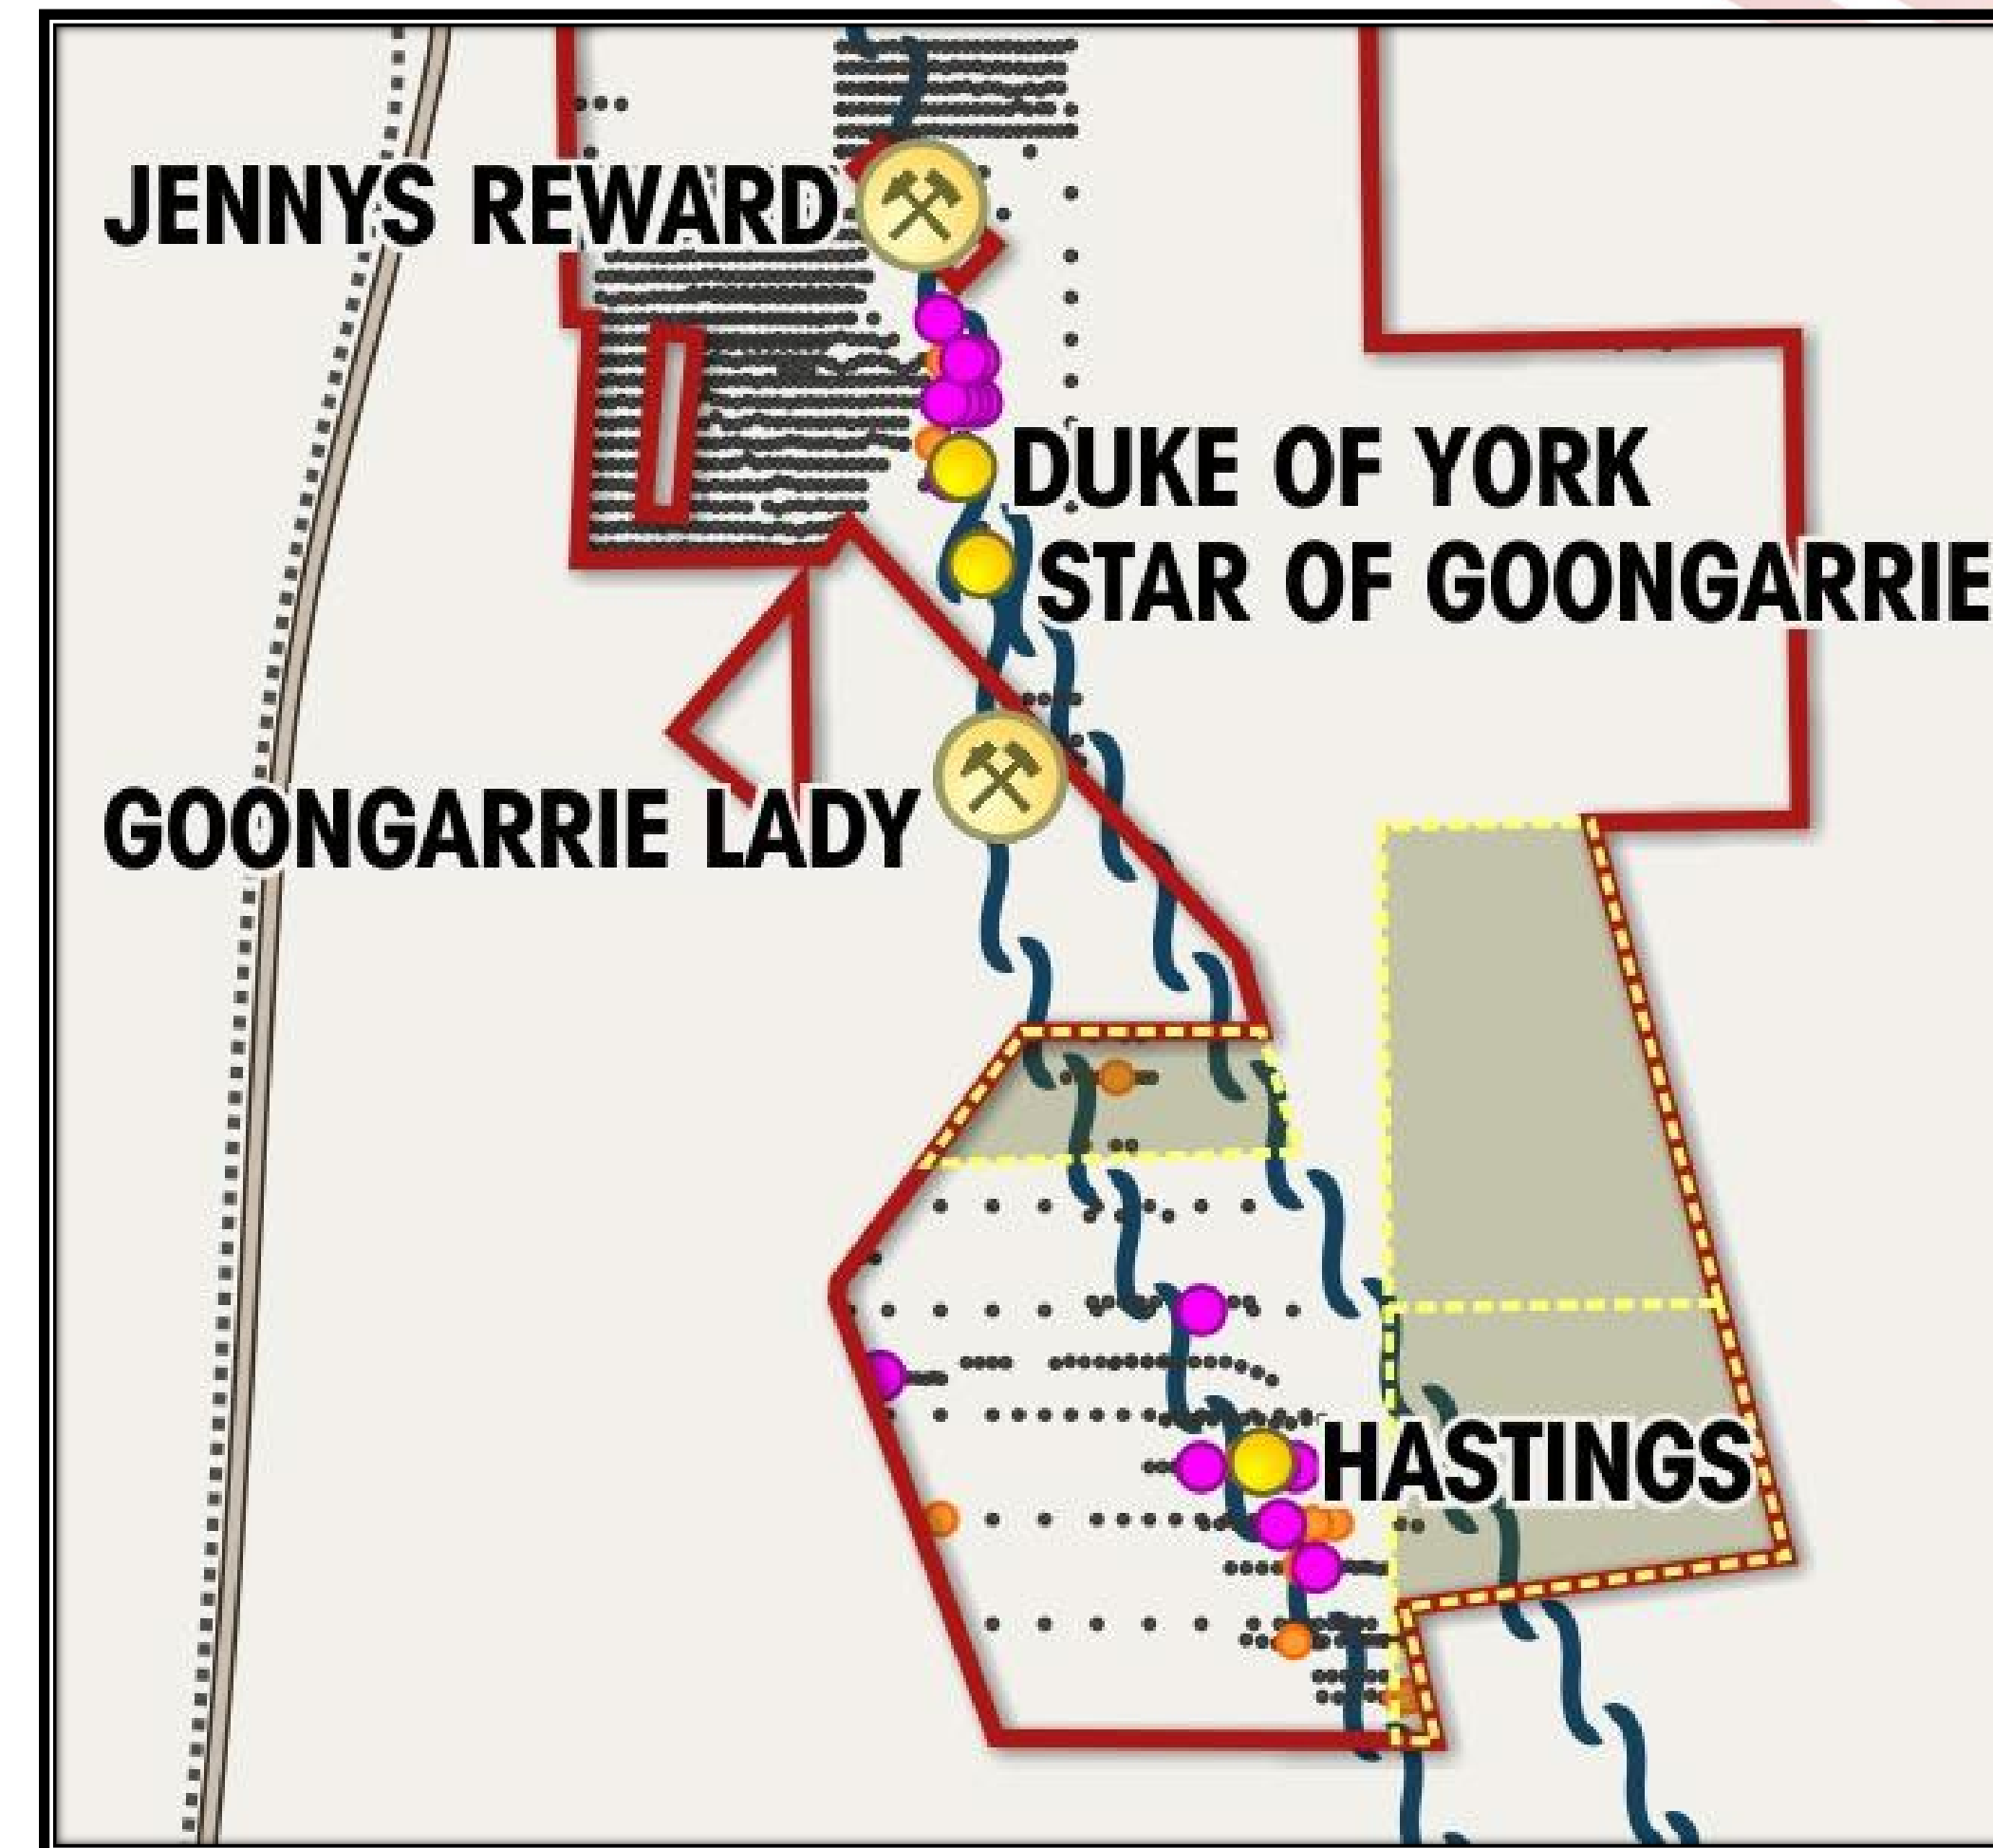 JENNYS REWARD
DUKE OF YORK
STAR OF GOONGARRIE
GOONGARRIE LADY
HASTINGS